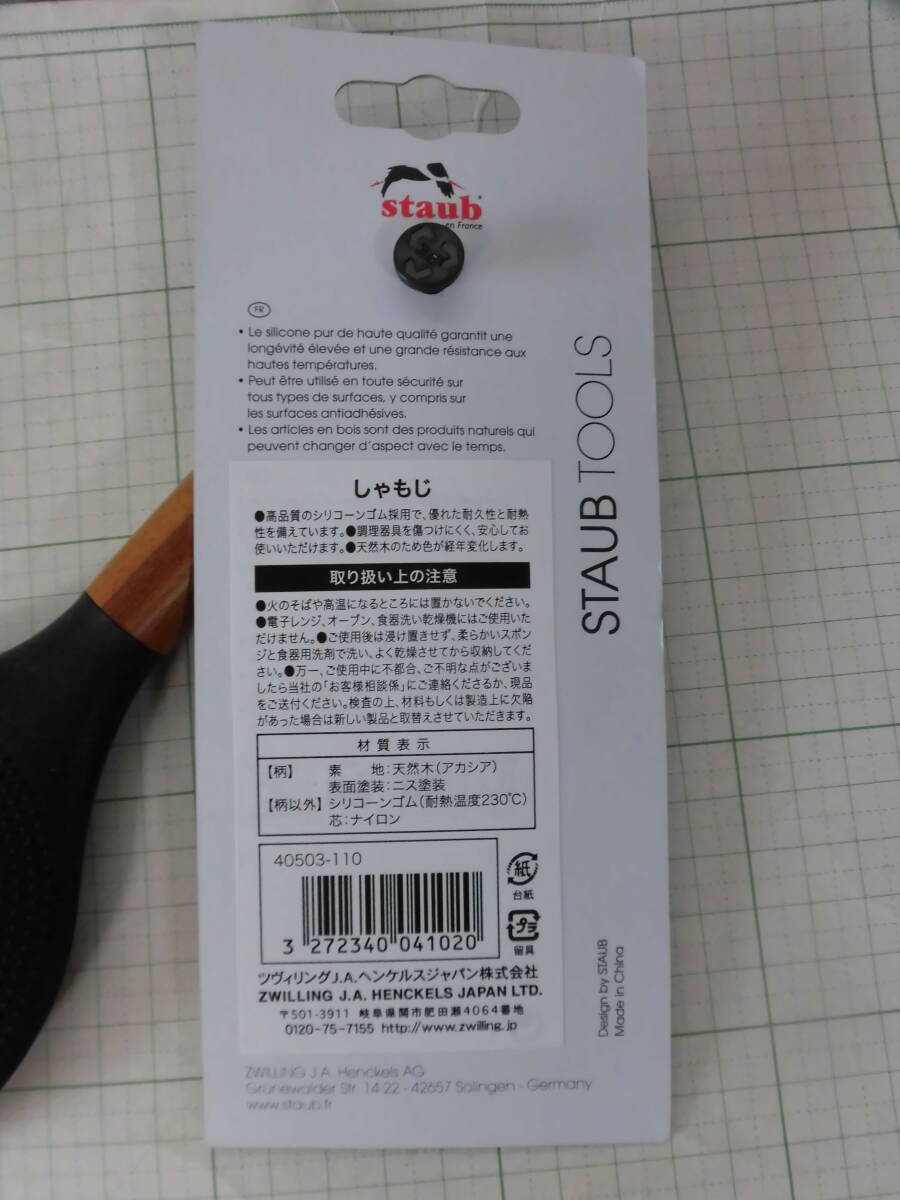 staub
en France
FR
• Le silicone pur de haute qualité garantit une
longévité élevée et une grande résistance aux
hautes températures.
• Peut être utilisé en toute sécurité sur
tous types de surfaces, y compris sur
les surfaces antiadhésives.
• Les articles en bois sont des produits naturels qui
peuvent changer d'aspect avec le temps.
STAUB TOOLS
しゃもじ
●高品質のシリコーンゴム採用で、優れた耐久性と耐熱
性を備えています。●調理器具を傷つけにくく、安心してお
使いいただけます。●天然木のため色が経年変化します。
取り扱い上の注意
●火のそばや高温になるところには置かないでください。
●電子レンジ、オーブン、食器洗い乾燥機にはご使用いた
だけません。●ご使用後は浸け置きせず、柔らかいスポン
ジと食器用洗剤で洗い、よく乾燥させてから収納してくだ
さい。●万一、ご使用中に不都合、ご不明な点がございま
したら当社の「お客様相談係」にご連絡くださるか、現品
をご送付ください。検査の上、材料もしくは製造上に欠陥
があった場合は新しい製品と取替えさせていただきます。
材質表示
【柄】 素 地:天然木(アカシア)
表面塗装:ニス塗装
【柄以外】シリコーンゴム(耐熱温度230℃)
芯:ナイロン
40503-110
3 272340 041020
紙
台紙
プラ
留具
ツヴィリングJ.A.ヘンケルスジャパン株式会社
ZWILLING J.A. HENCKELS JAPAN LTD.
〒501-3911 岐阜県関市肥田瀬4064番地
0120-75-7155 http://www.zwilling.jp
Design by STAUB
Made in China
ZWILLING J.A. Henckels AG
Grünewalder Str. 14-22 - 42657 Solingen - Germany
www.staub.fr